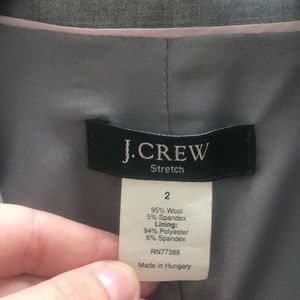 J.CREW
Stretch
2
95% Wool
5% Spandex
Lining:
94% Polyester
6% Spandex
RN77388
Made in Hungary